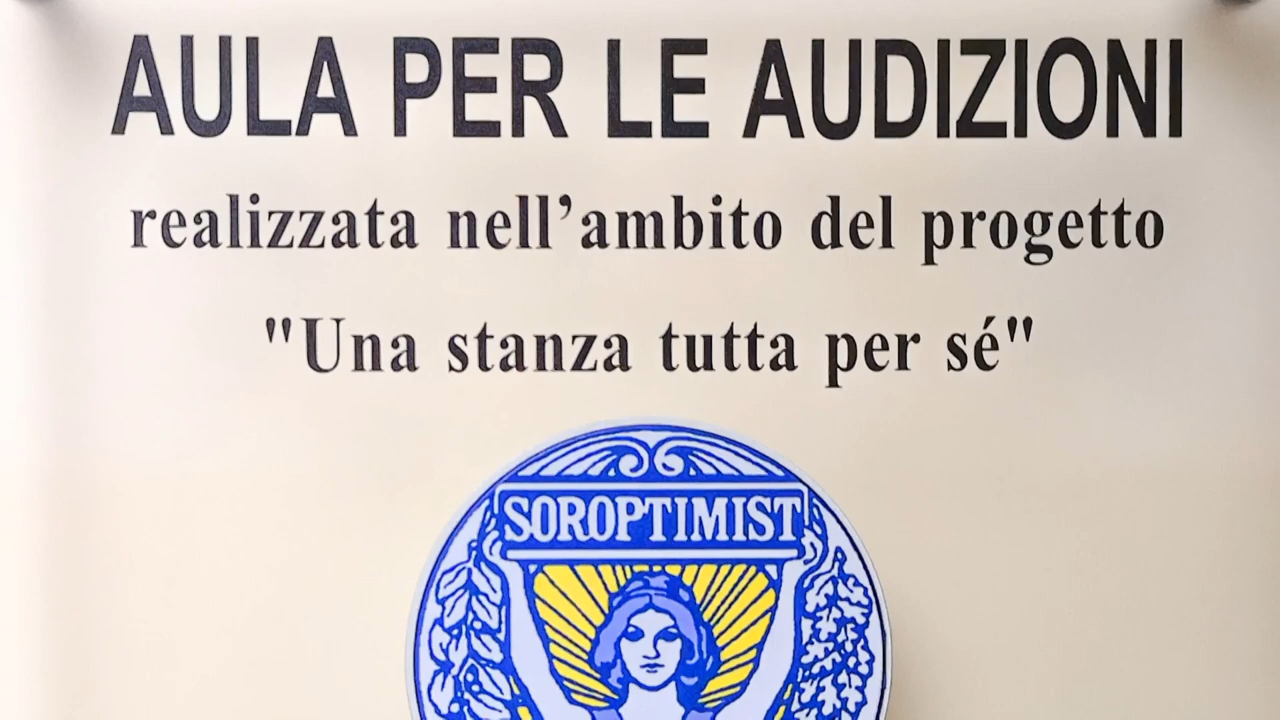 AULA PER LE AUDIZIONI
realizzata nell’ambito del progetto
"Una stanza tutta per sé"
SOROPTIMIST